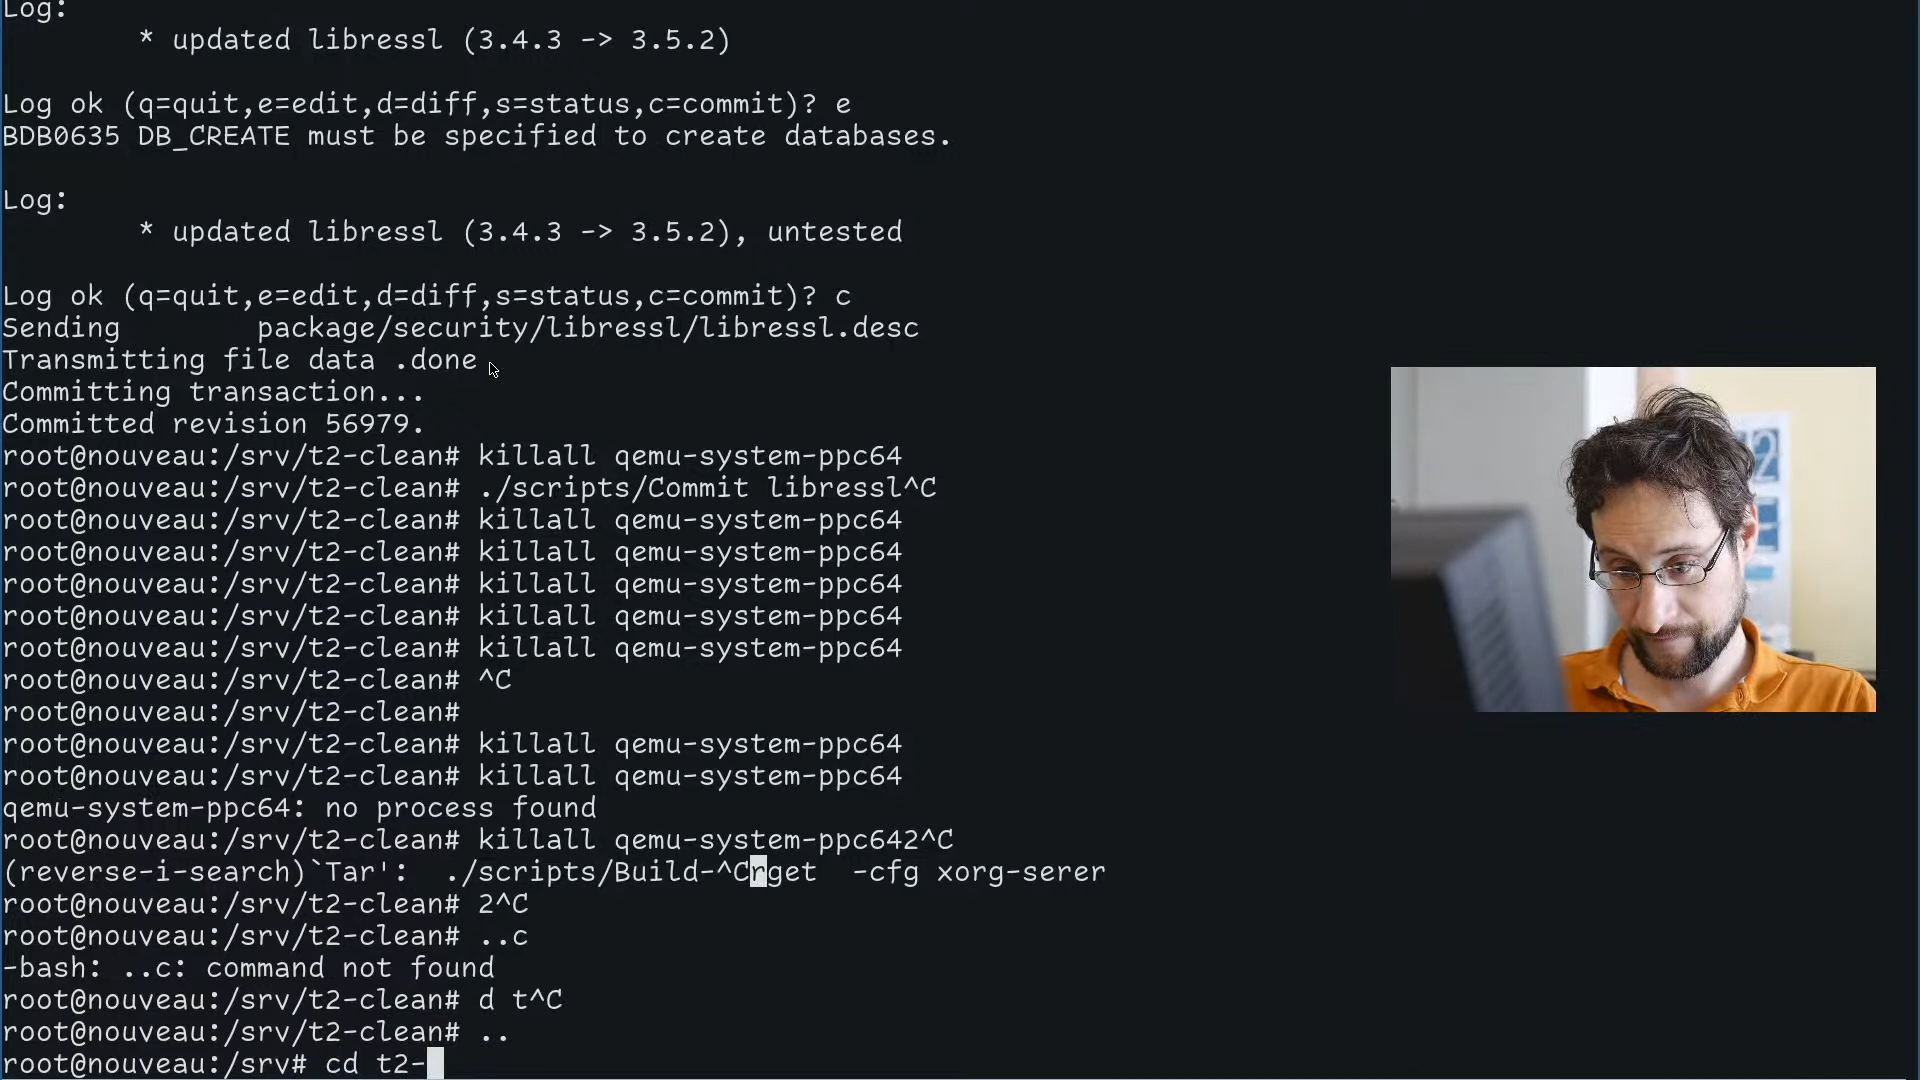 Log:
* updated libressl (3.4.3 -> 3.5.2)
Log ok (q=quit,e=edit,d=diff,s=status,c=commit)? e
BDB0635 DB_CREATE must be specified to create databases.
Log:
* updated libressl (3.4.3 -> 3.5.2), untested
Log ok (q=quit,e=edit,d=diff,s=status,c=commit)? c
Sending        package/security/libressl/libressl.desc
Transmitting file data .done
Committing transaction...
Committed revision 56979.
root@nouveau:/srv/t2-clean# killall qemu-system-ppc64
root@nouveau:/srv/t2-clean# ./scripts/Commit libressl^C
root@nouveau:/srv/t2-clean# killall qemu-system-ppc64
root@nouveau:/srv/t2-clean# killall qemu-system-ppc64
root@nouveau:/srv/t2-clean# killall qemu-system-ppc64
root@nouveau:/srv/t2-clean# killall qemu-system-ppc64
root@nouveau:/srv/t2-clean# killall qemu-system-ppc64
root@nouveau:/srv/t2-clean# ^C
root@nouveau:/srv/t2-clean#
root@nouveau:/srv/t2-clean# killall qemu-system-ppc64
root@nouveau:/srv/t2-clean# killall qemu-system-ppc64
qemu-system-ppc64: no process found
root@nouveau:/srv/t2-clean# killall qemu-system-ppc642^C
(reverse-i-search)`Tar':  ./scripts/Build-^Crget  -cfg xorg-serer
root@nouveau:/srv/t2-clean# 2^C
root@nouveau:/srv/t2-clean# ..c
-bash: ..c: command not found
root@nouveau:/srv/t2-clean# d t^C
root@nouveau:/srv/t2-clean# ..
root@nouveau:/srv# cd t2-